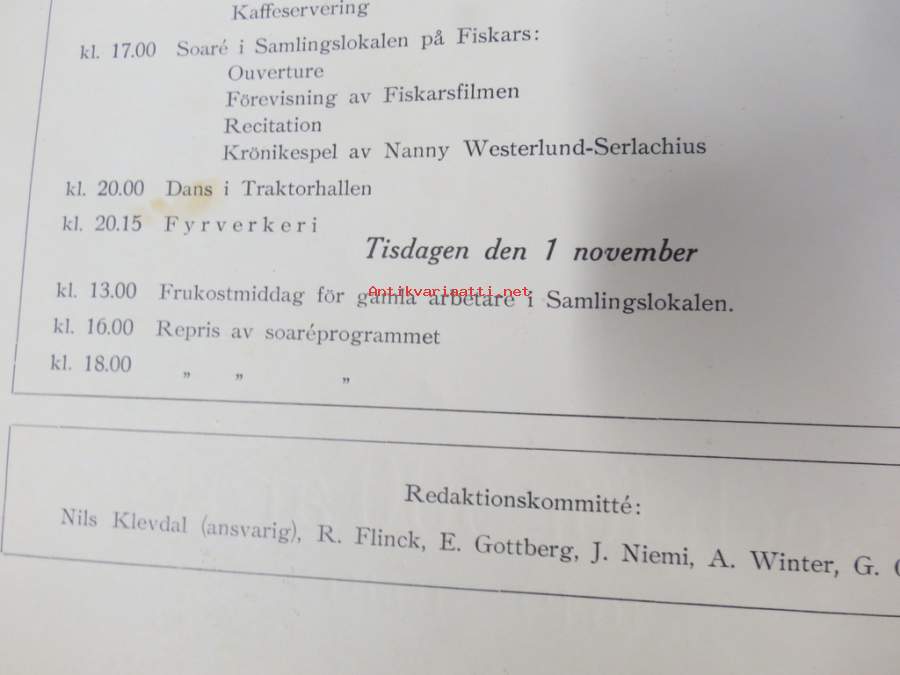 Kaffeservering
kl. 17.00 Soaré i Samlingslokalen på Fiskars:
Ouverture
Förevisning av Fiskarsfilmen
Recitation
Krönikespel av Nanny Westerlund-Serlachius
kl. 20.00 Dans i Traktorhallen
kl. 20.15 Fyrverkeri
Tisdagen den 1 november
kl. 13.00 Frukostmiddag för gamla arbetare i Samlingslokalen.
Antikvariaatti.net
kl. 16.00 Repris av soaréprogrammet
kl. 18.00 „ „ „
Redaktionskommitté:
Nils Klevdal (ansvarig), R. Flinck, E. Gottberg, J. Niemi, A. Winter, G.